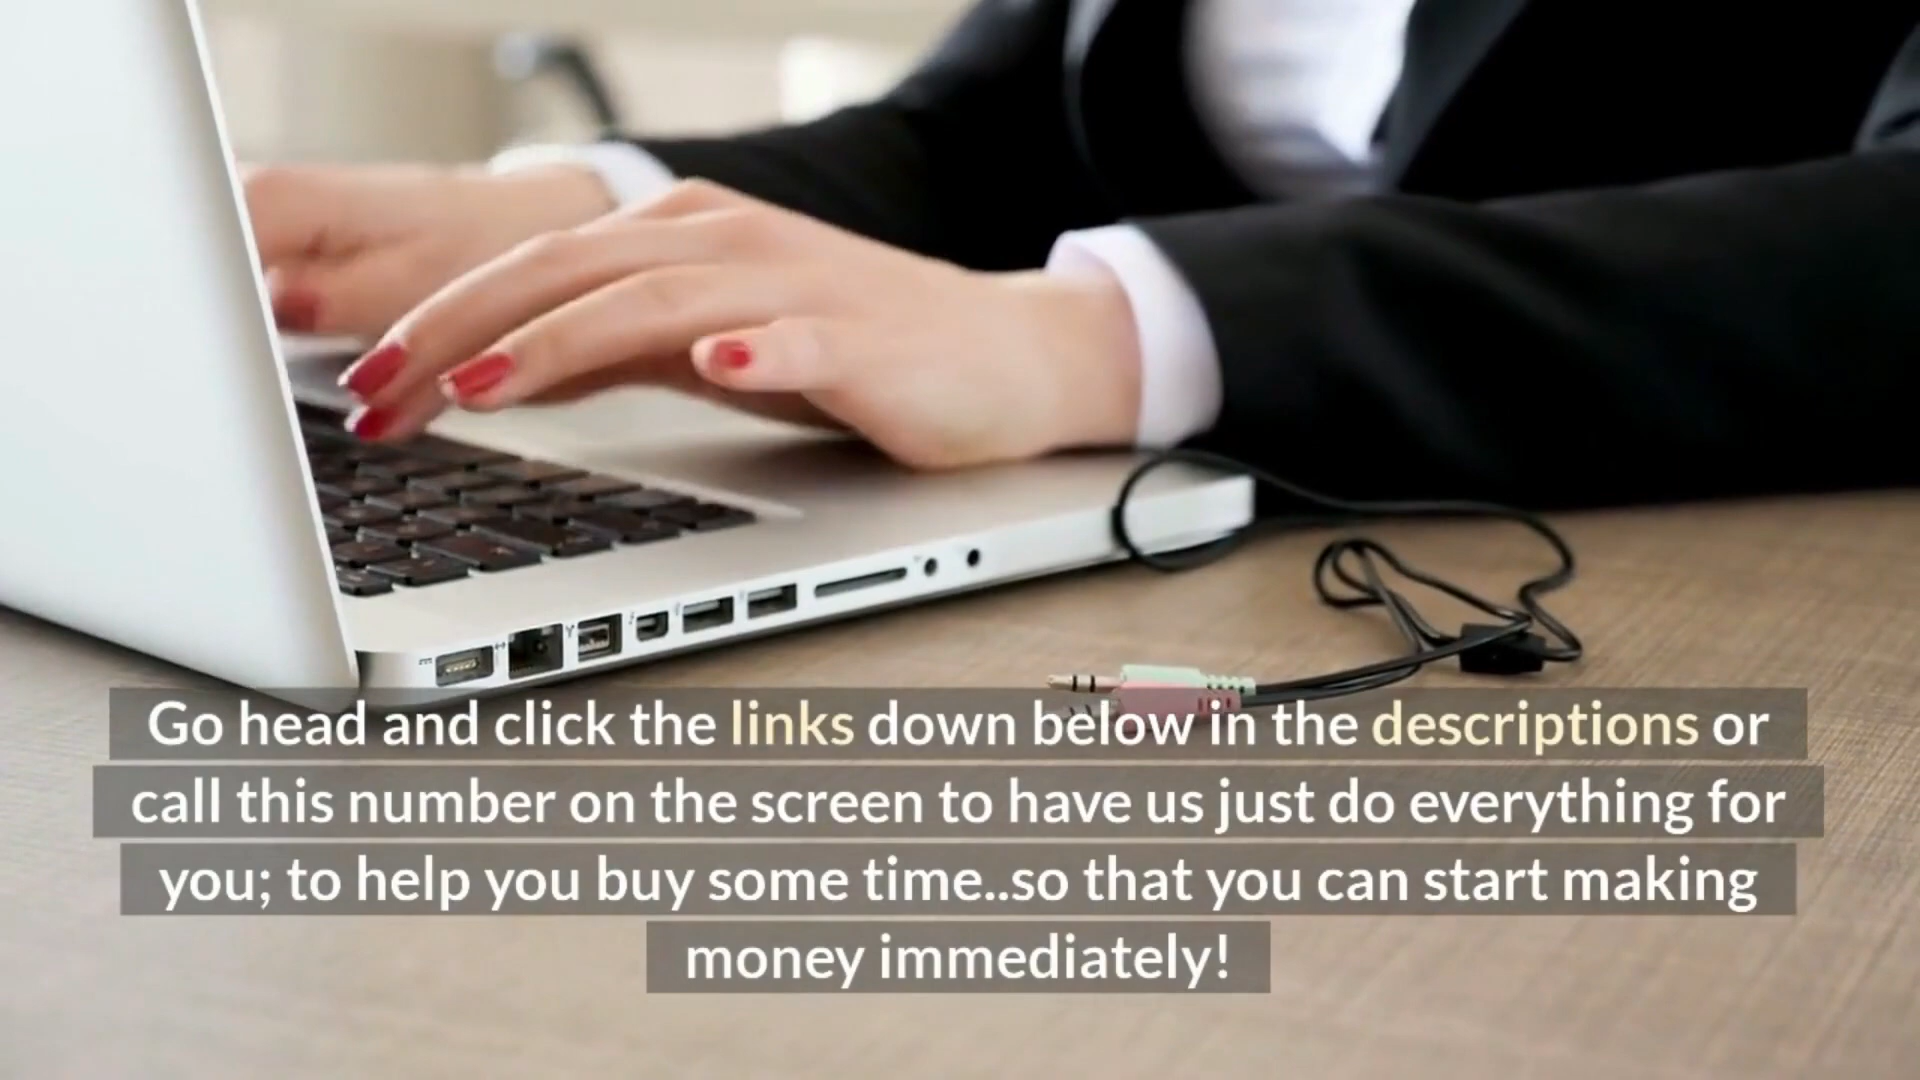 Go head and click the links down below in the descriptions or
call this number on the screen to have us just do everything for
you; to help you buy some time..so that you can start making
money immediately!